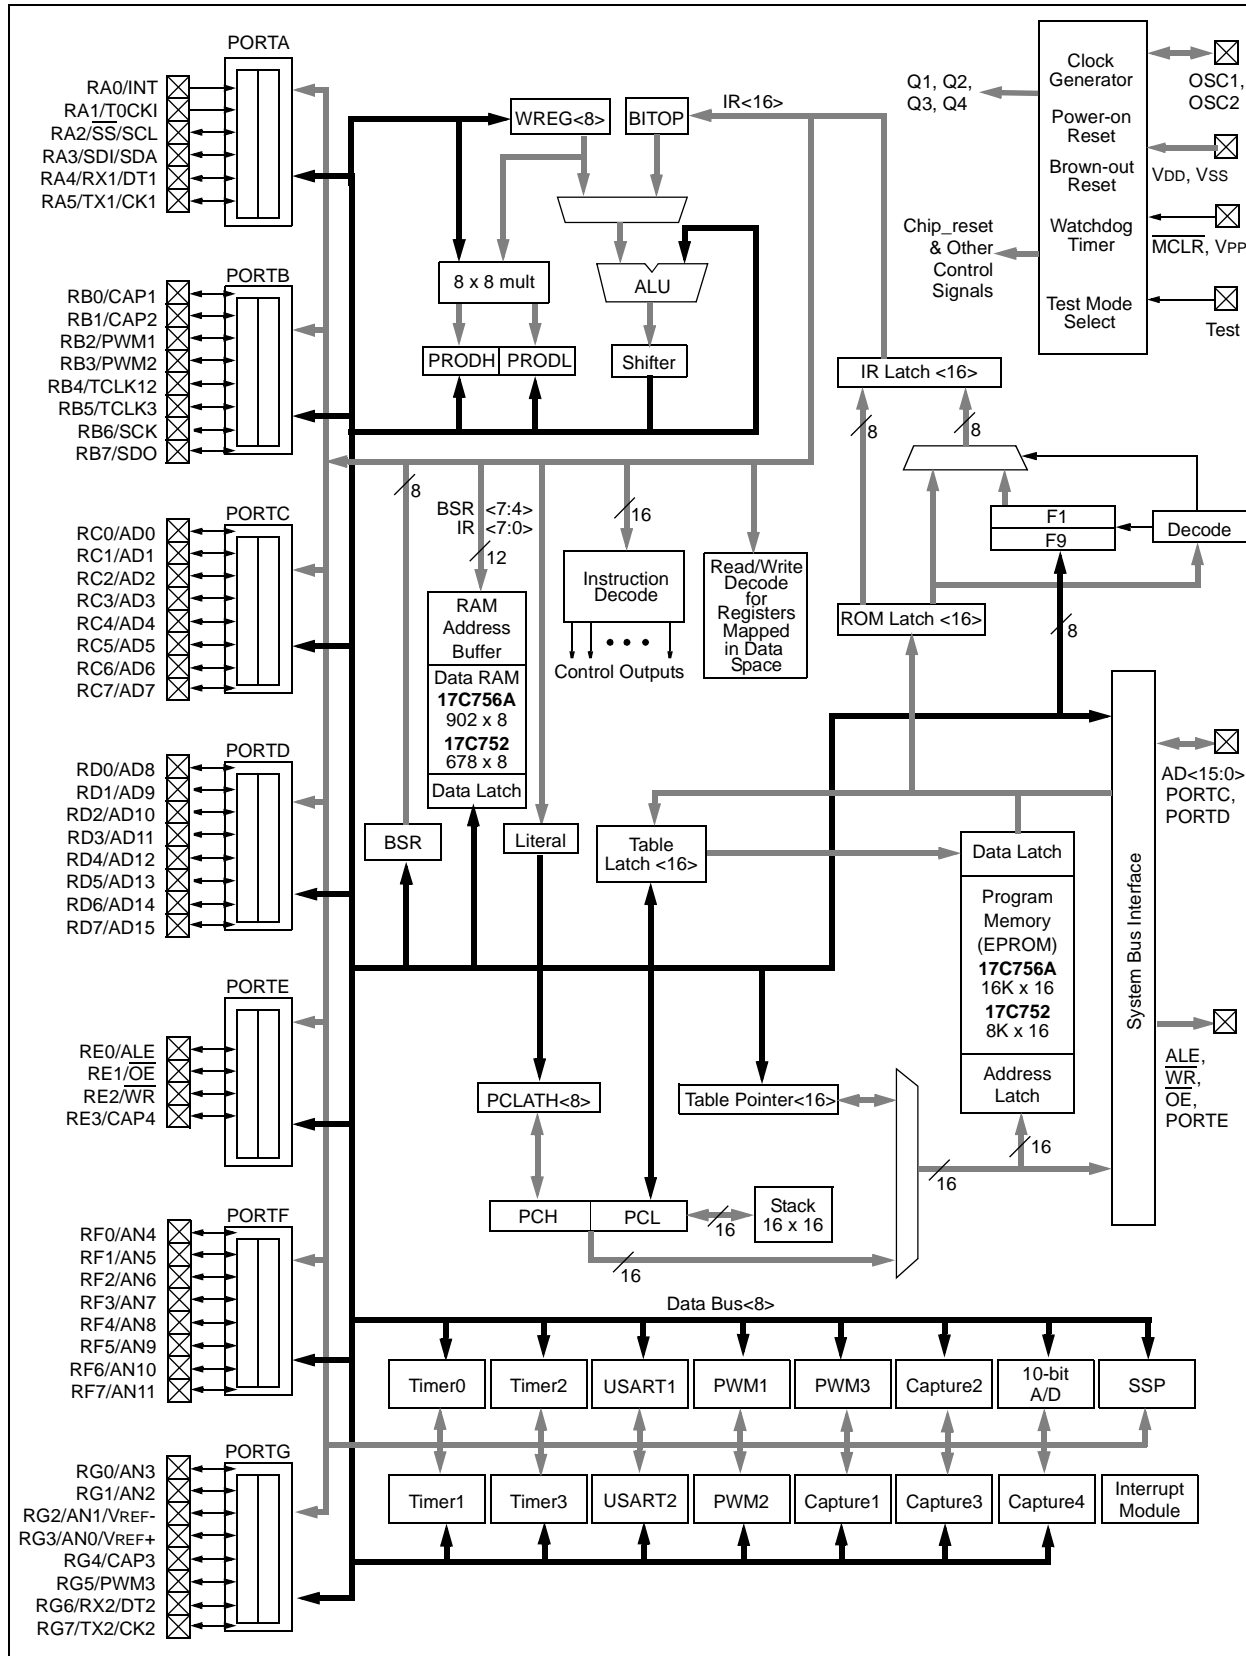 PORTA
RA0/INT
RA1/T0CKI
RA2/SS/SCL
RA3/SDI/SDA
RA4/RX1/DT1
RA5/TX1/CK1
PORTB
RB0/CAP1
RB1/CAP2
RB2/PWM1
RB3/PWM2
RB4/TCLK12
RB5/TCLK3
RB6/SCK
RB7/SDO
PORTC
RC0/AD0
RC1/AD1
RC2/AD2
RC3/AD3
RC4/AD4
RC5/AD5
RC6/AD6
RC7/AD7
PORTD
RD0/AD8
RD1/AD9
RD2/AD10
RD3/AD11
RD4/AD12
RD5/AD13
RD6/AD14
RD7/AD15
PORTE
RE0/ALE
RE1/OE
RE2/WR
RE3/CAP4
PORTF
RF0/AN4
RF1/AN5
RF2/AN6
RF3/AN7
RF4/AN8
RF5/AN9
RF6/AN10
RF7/AN11
PORTG
RG0/AN3
RG1/AN2
RG2/AN1/VREF-
RG3/AN0/VREF+
RG4/CAP3
RG5/PWM3
RG6/RX2/DT2
RG7/TX2/CK2
WREG<8>
BITOP
IR<16>
8 x 8 mult
ALU
PRODH
PRODL
Shifter
Q1, Q2,
Q3, Q4
Chip_reset
& Other
Control
Signals
Clock
Generator
Power-on
Reset
Brown-out
Reset
Watchdog
Timer
Test Mode
Select
OSC1,
OSC2
VDD, VSS
MCLR, VPP
Test
IR Latch <16>
8
8
F1
F9
Decode
ROM Latch <16>
8
8
BSR <7:4>
IR <7:0>
12
16
RAM
Address
Buffer
Data RAM
17C756A
902 x 8
17C752
678 x 8
Data Latch
Instruction
Decode
Control Outputs
Read/Write
Decode
for
Registers
Mapped
in Data
Space
BSR
Literal
Table
Latch <16>
Data Latch
Program
Memory
(EPROM)
17C756A
16K x 16
17C752
8K x 16
Address
Latch
System Bus Interface
AD<15:0>
PORTC,
PORTD
ALE,
WR,
OE,
PORTE
PCLATH<8>
Table Pointer<16>
16
16
PCH
PCL
16
Stack
16 x 16
16
Data Bus<8>
Timer0
Timer2
USART1
PWM1
PWM3
Capture2
10-bit
A/D
SSP
Timer1
Timer3
USART2
PWM2
Capture1
Capture3
Capture4
Interrupt
Module